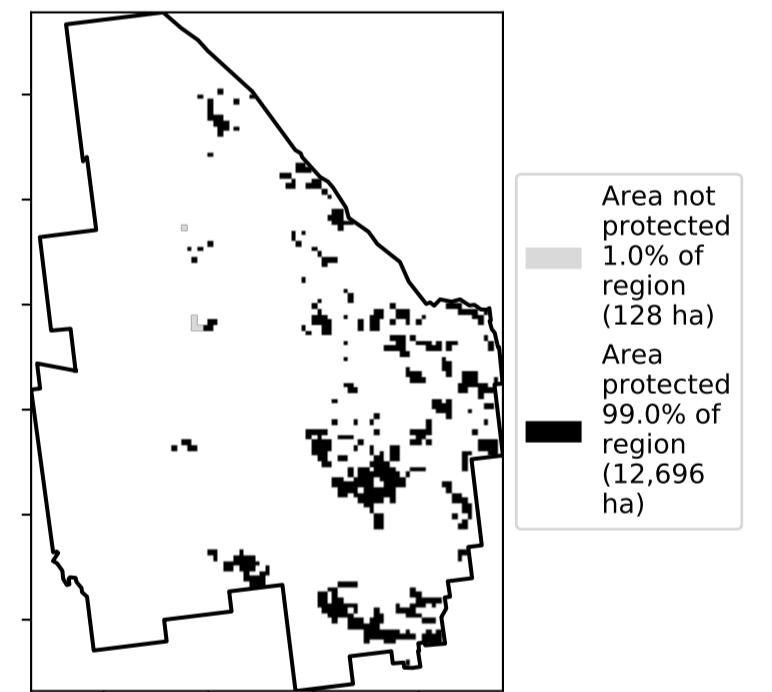 Area not
protected
1.0% of
region
(128 ha)
Area
protected
99.0% of
region
(12,696
ha)